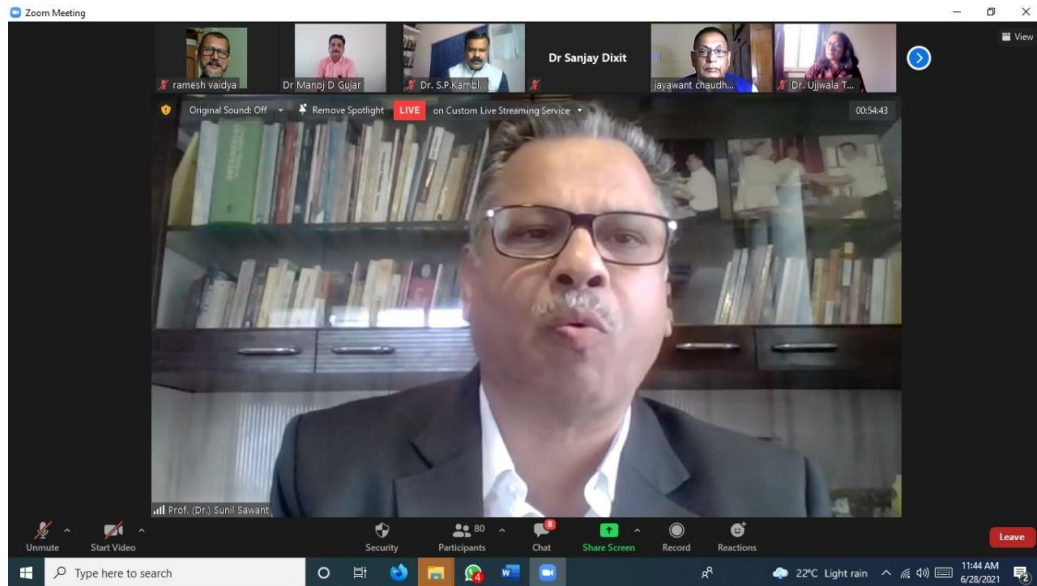 Zoom Meeting
View
ramesh vaidya
Dr Manoj D Gujar
Dr. S.P.Kambl...
Dr Sanjay Dixit
jayawant chaudh...
(Dr. Ujjwala T...
Original Sound: Off
Remove Spotlight
LIVE
on Custom Live Streaming Service
00:54:43
Prof. (Dr.) Sunil Sawant
Unmute
Start Video
Security
80
Participants
8
Chat
Share Screen
Record
Reactions
Leave
Type here to search
4
22°C Light rain
11:44 AM
6/28/2021
2